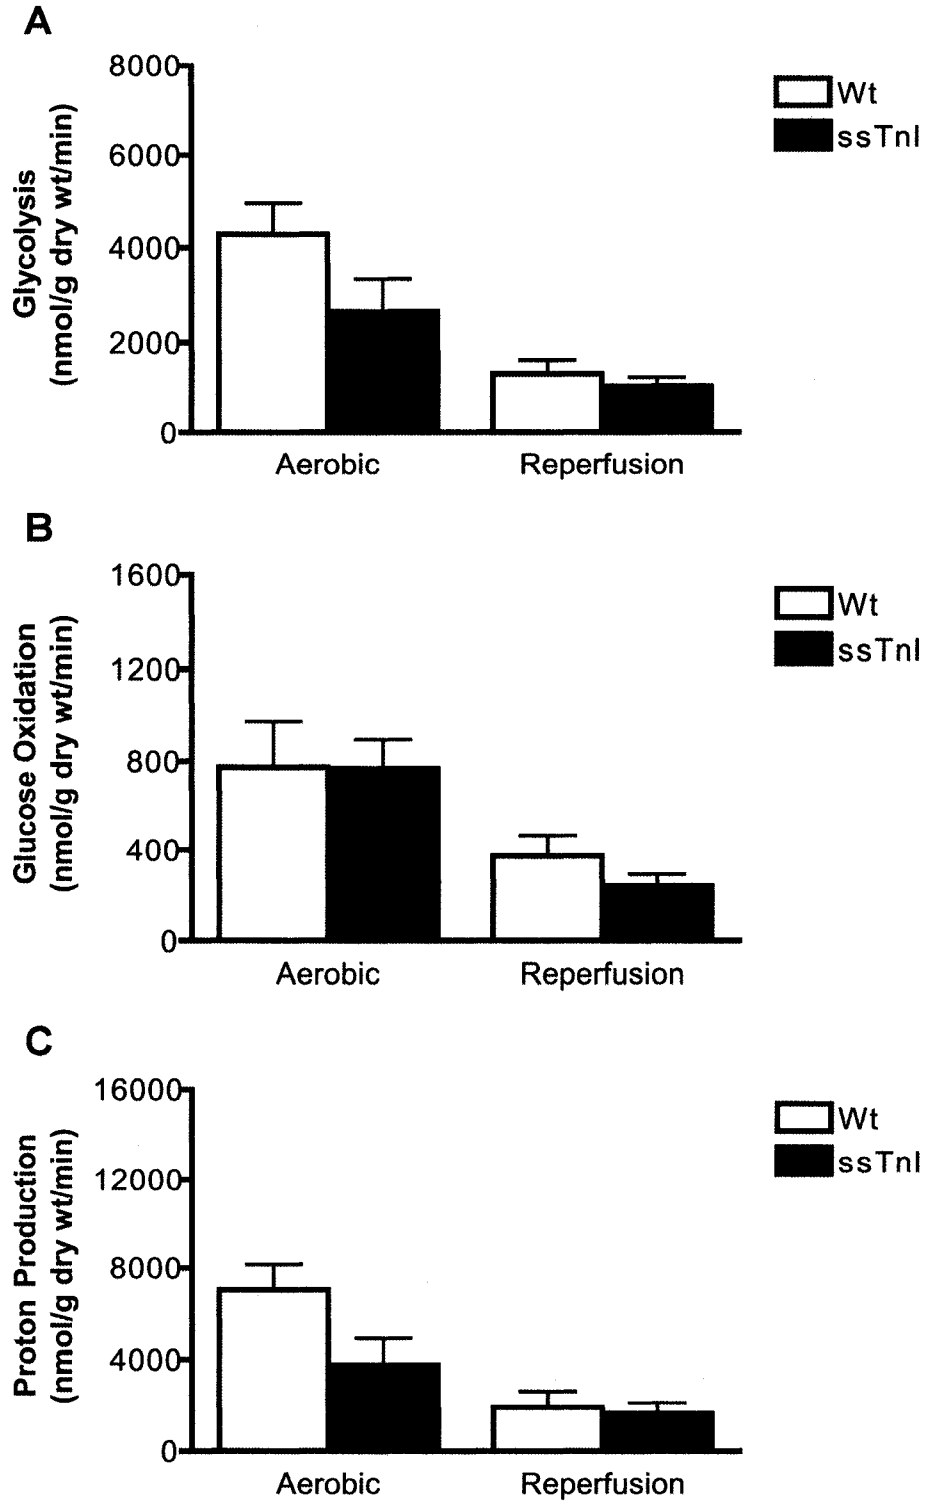 A
8000
6000
4000
2000
0
Glycolysis
(nmol/g dry wt/min)
Wt
ssTnI
Aerobic
Reperfusion
B
1600
1200
800
400
0
Glucose Oxidation
(nmol/g dry wt/min)
Wt
ssTnI
Aerobic
Reperfusion
C
16000
12000
8000
4000
0
Proton Production
(nmol/g dry wt/min)
Wt
ssTnI
Aerobic
Reperfusion